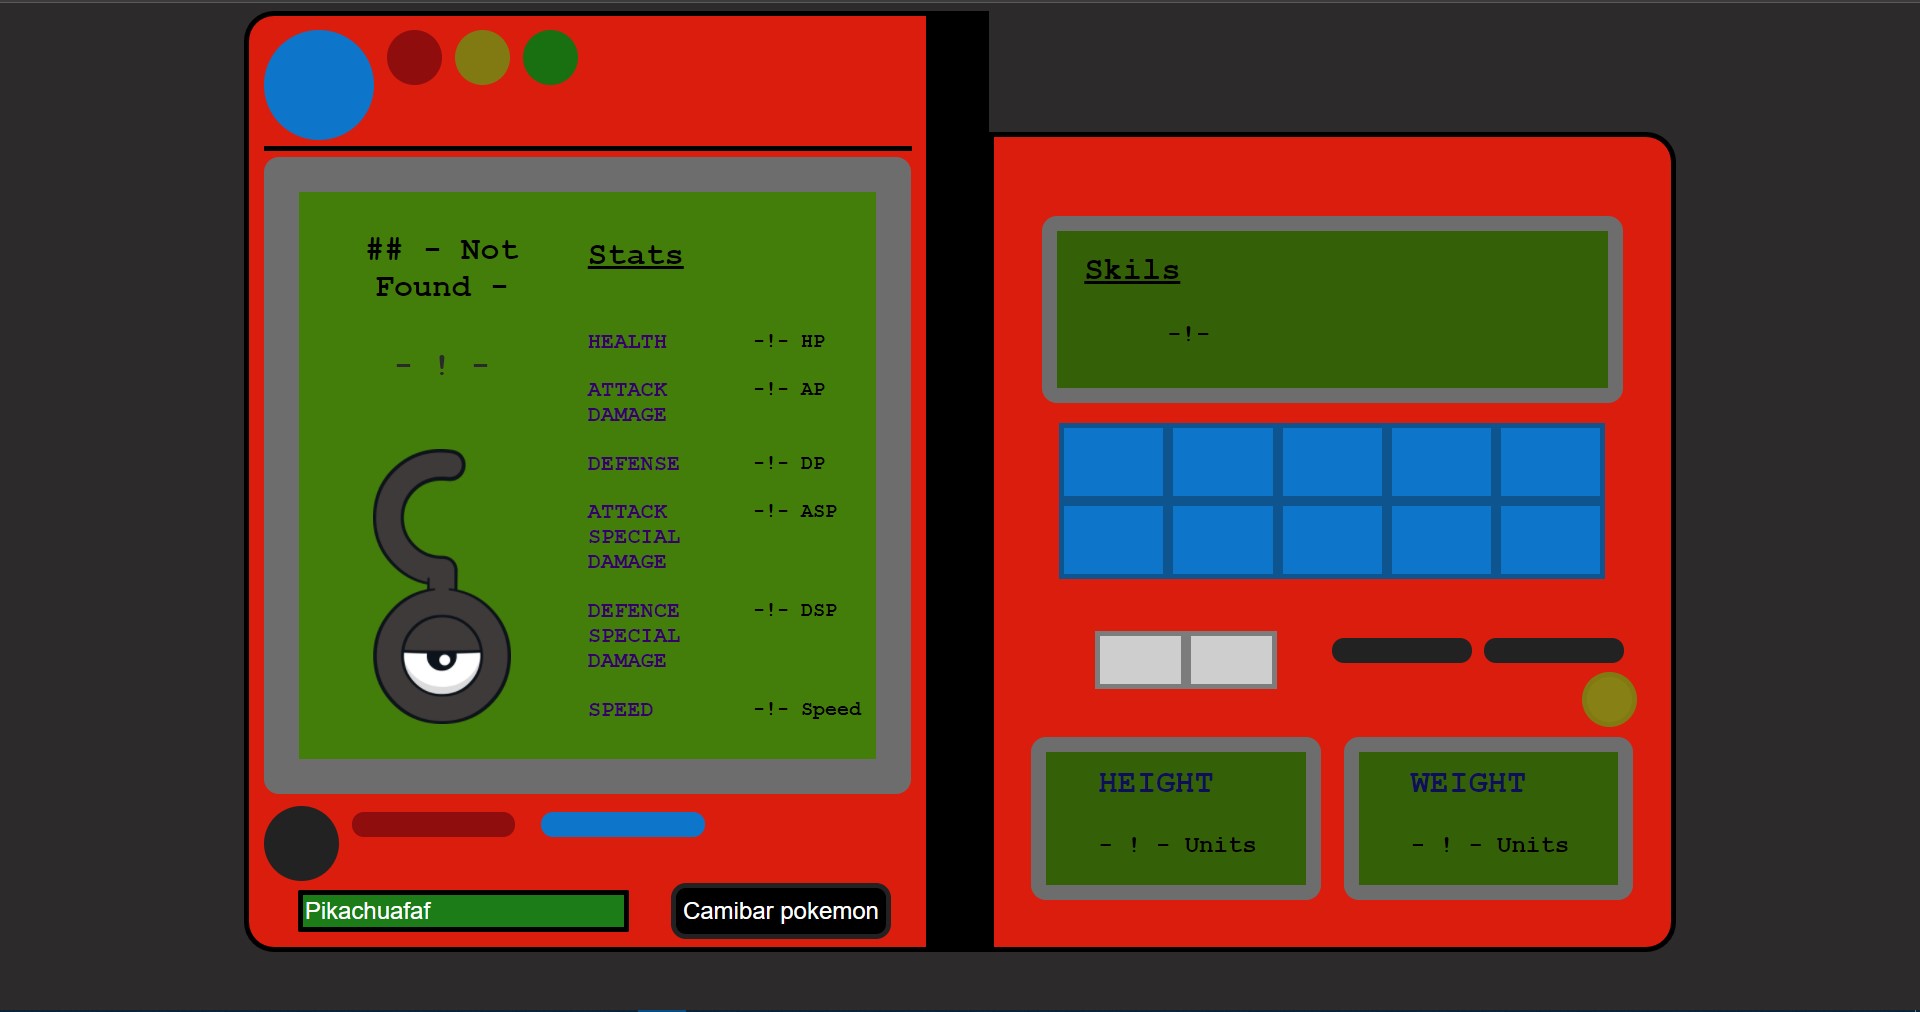 ## - Not
Found -
- ! -
Stats
HEALTH -!- HP
ATTACK -!- AP
DAMAGE
DEFENSE -!- DP
ATTACK -!- ASP
SPECIAL
DAMAGE
DEFENCE -!- DSP
SPECIAL
DAMAGE
SPEED -!- Speed
Pikachuafaf
Camibar pokemon
Skils
-!-
HEIGHT
- ! - Units
WEIGHT
- ! - Units